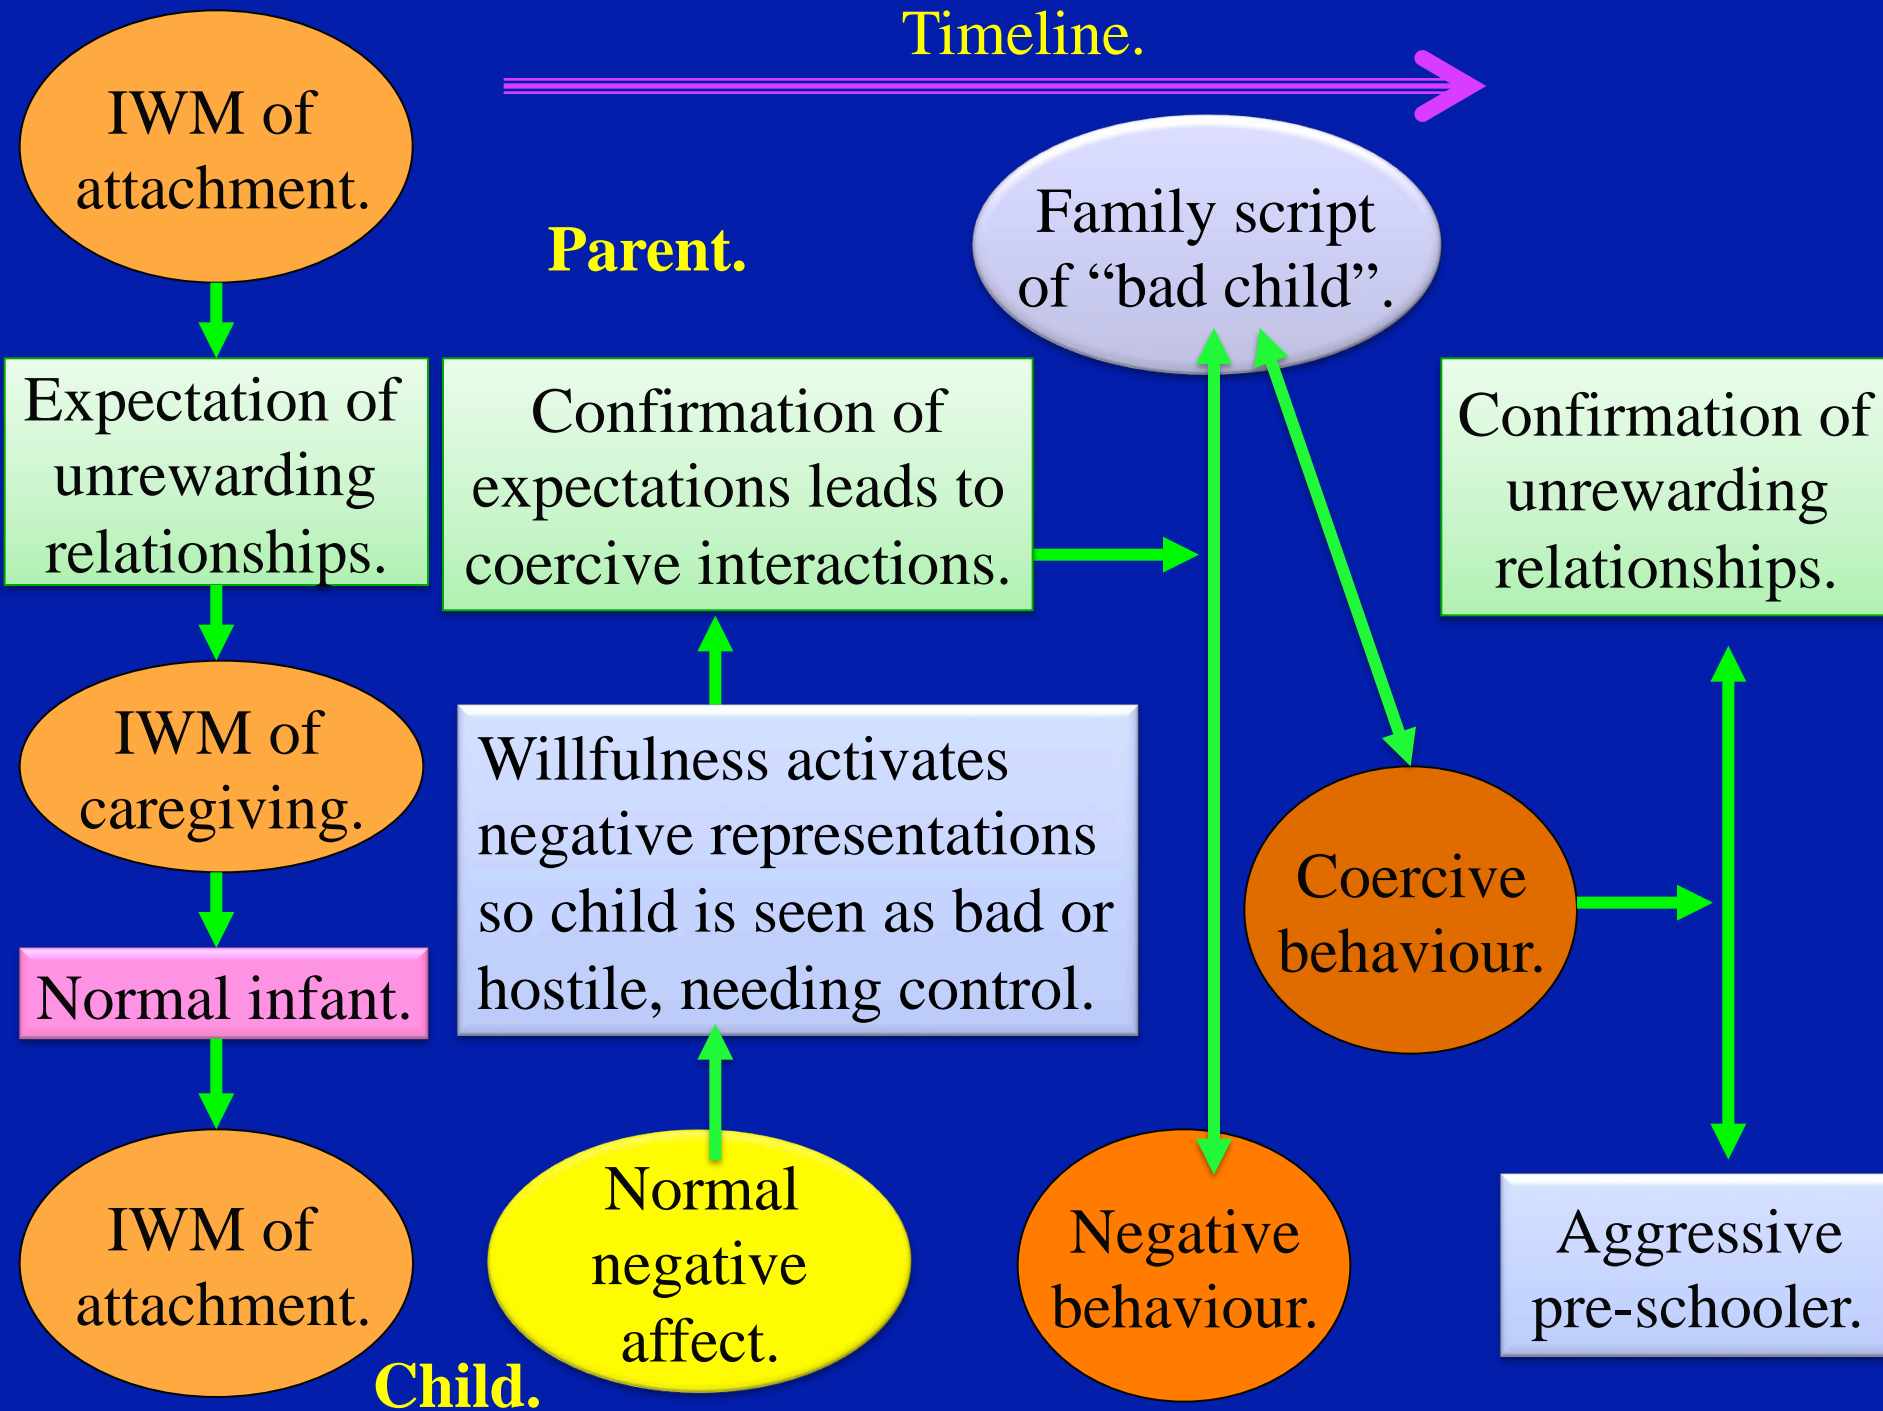 Timeline.
IWM of
attachment.
Parent.
Family script
of “bad child”.
Expectation of
unrewarding
relationships.
Confirmation of
expectations leads to
coercive interactions.
Confirmation of
unrewarding
relationships.
IWM of
caregiving.
Willfulness activates
negative representations
so child is seen as bad or
hostile, needing control.
Coercive
behaviour.
Normal infant.
IWM of
attachment.
Normal
negative
affect.
Negative
behaviour.
Aggressive
pre-schooler.
Child.